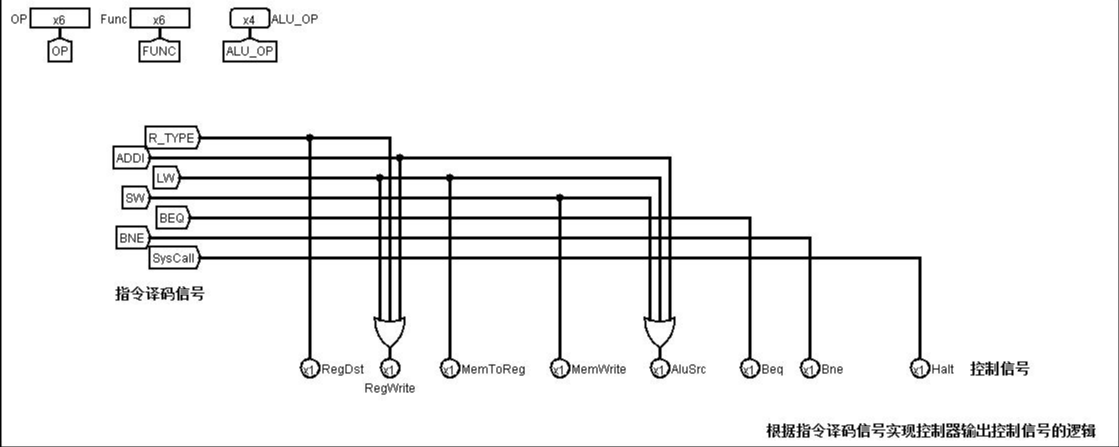 OP x6 Func x6 x4 ALU_OP
OP FUNC ALU_OP
R_TYPE
ADDI
LW
SW
BEQ
BNE
SysCall
指令译码信号
x1 RegDst x1 x1 MemToReg x1 MemWrite x1 AluSrc x1 Beq x1 Bne x1 Halt 控制信号
RegWrite
根据指令译码信号实现控制器输出控制信号的逻辑